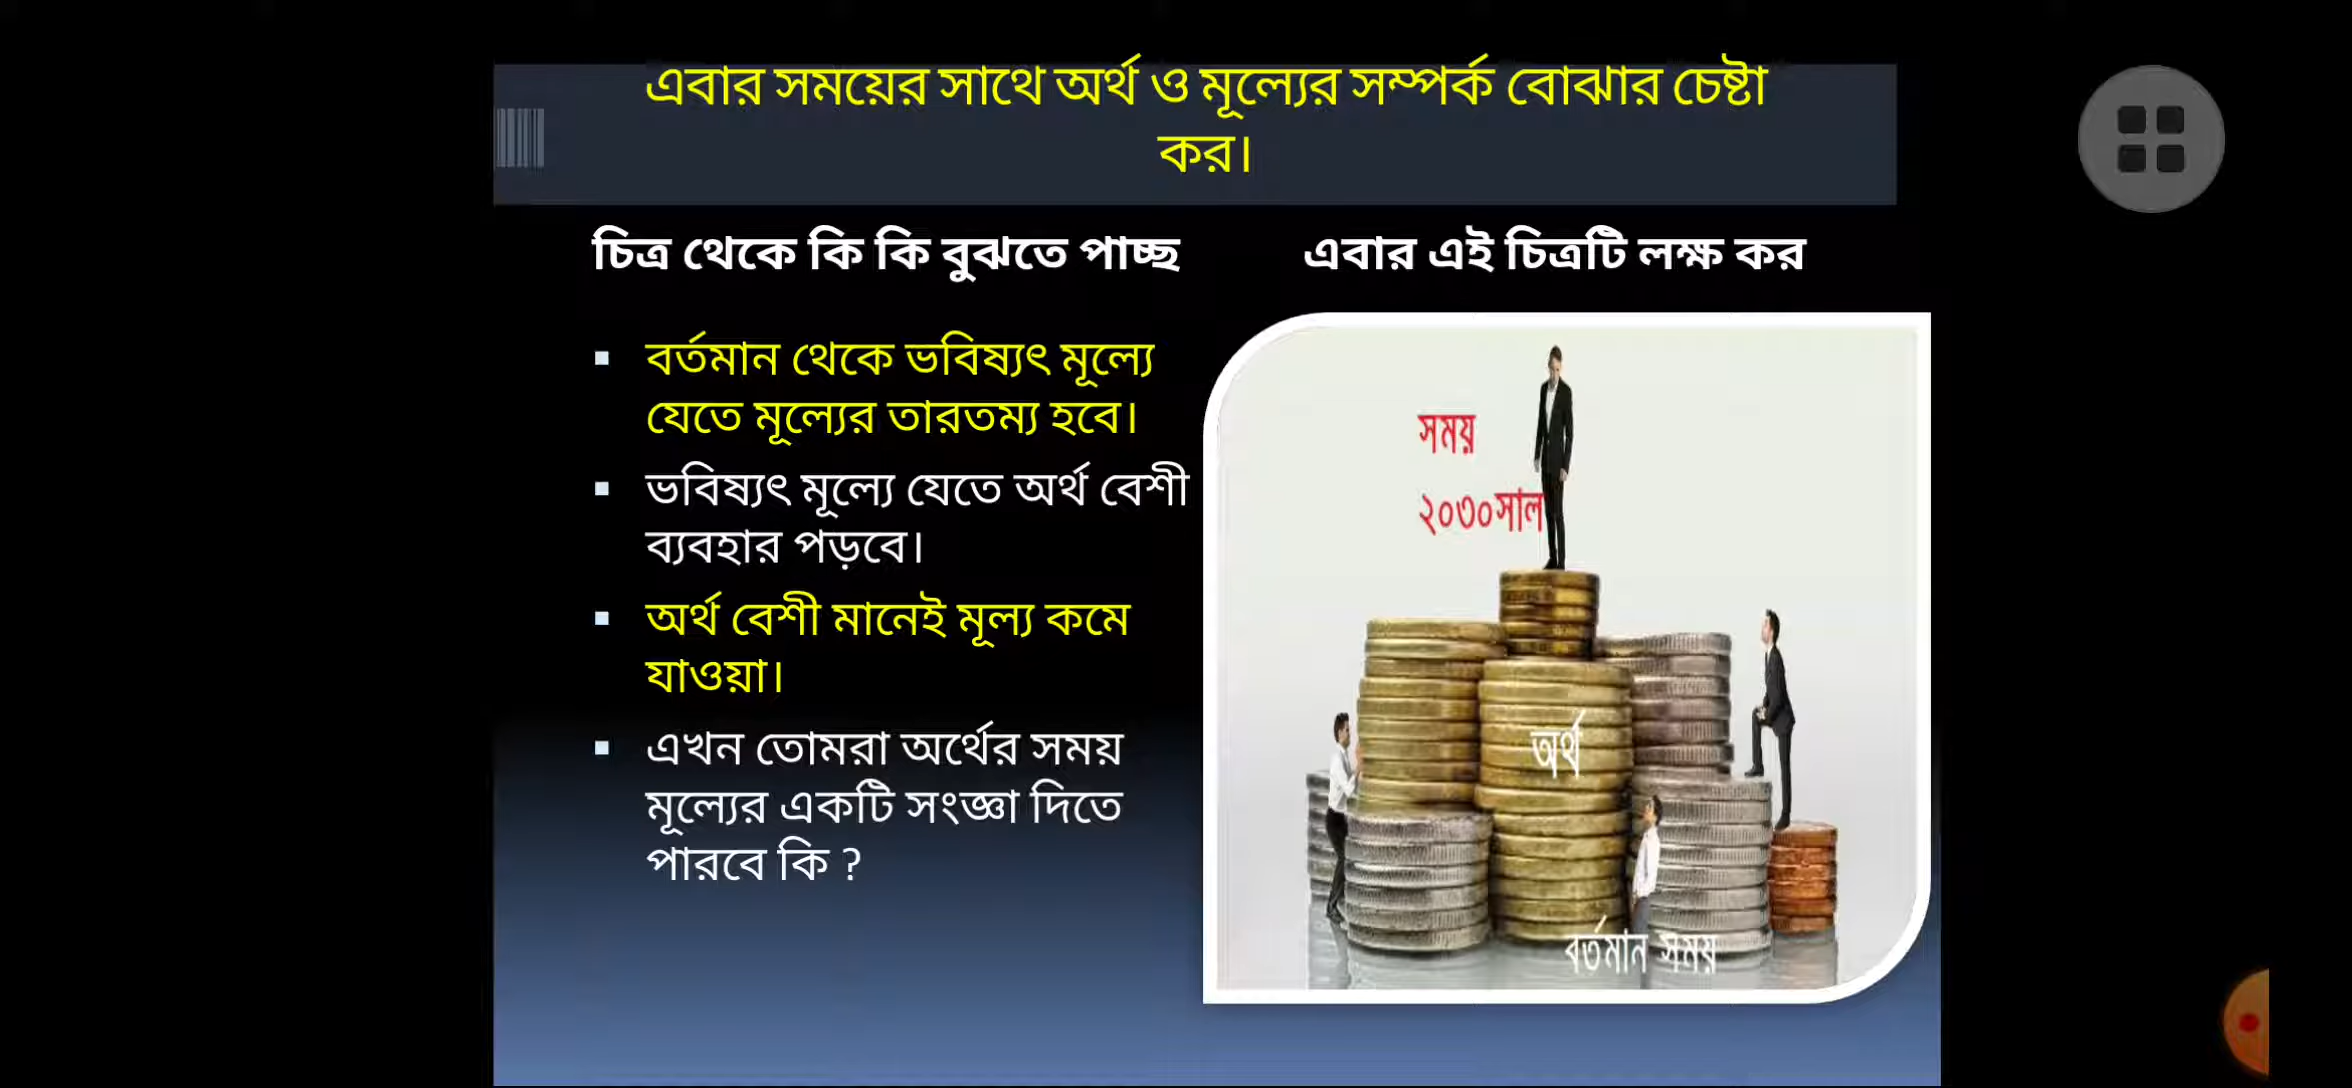 এবার সময়ের সাথে অর্থ ও মূল্যের সম্পর্ক বোঝার চেষ্টা
কর।
চিত্র থেকে কি কি বুঝতে পাচ্ছ
▪ বর্তমান থেকে ভবিষ্যৎ মূল্যে
যেতে মূল্যের তারতম্য হবে।
▪ ভবিষ্যৎ মূল্যে যেতে অর্থ বেশী
ব্যবহার পড়বে।
▪ অর্থ বেশী মানেই মূল্য কমে
যাওয়া।
▪ এখন তোমরা অর্থের সময়
মূল্যের একটি সংজ্ঞা দিতে
পারবে কি ?
এবার এই চিত্রটি লক্ষ কর
সময়
২০৩০সাল
অর্থ
বর্তমান সময়